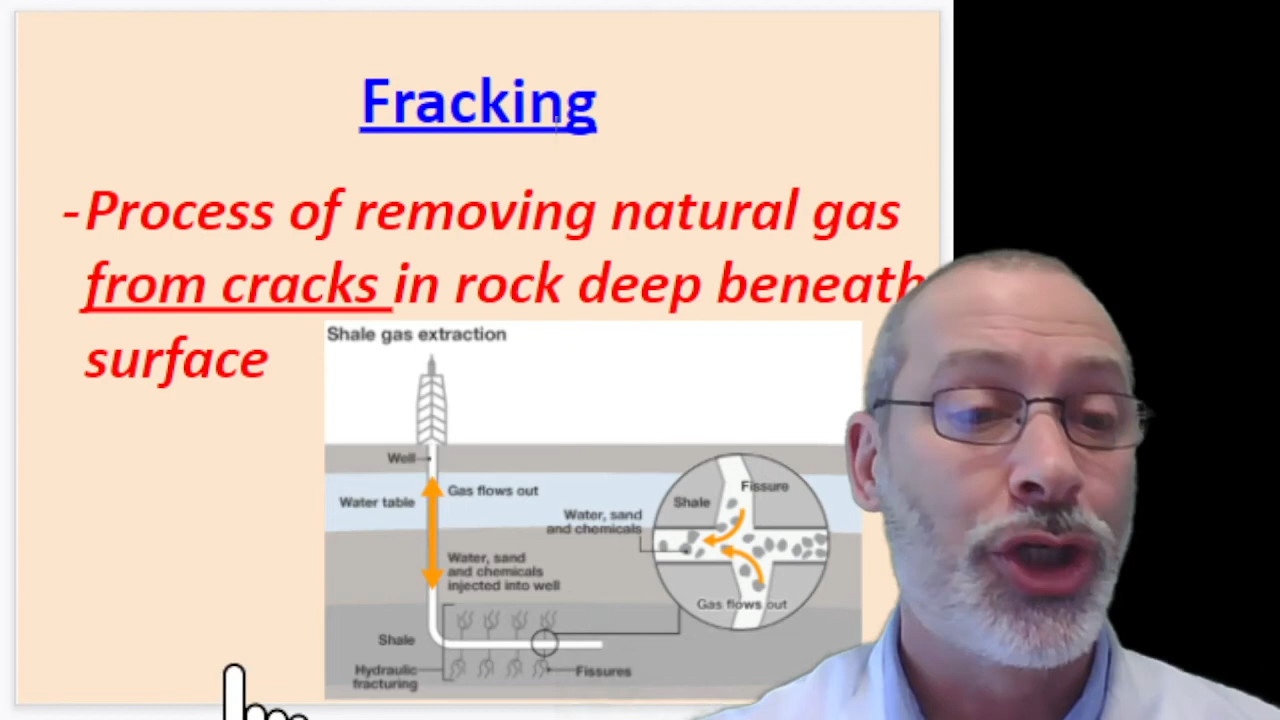 Fracking
-Process of removing natural gas
from cracks in rock deep beneath
surface
Shale gas extraction
Well
Gas flows out
Water table
Water, sand
and chemicals
injected into well
Shale
Hydraulic
fracturing
Fissures
Water, sand
and chemicals
Shale
Fissure
Gas flows out